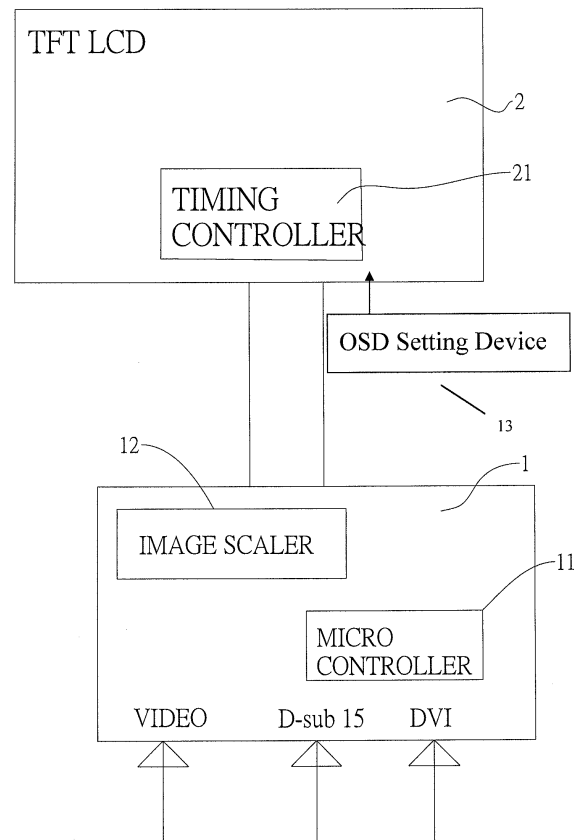 TFT LCD
2
21
TIMING
CONTROLLER
OSD Setting Device
13
12
1
IMAGE SCALER
11
MICRO
CONTROLLER
VIDEO D-sub 15 DVI